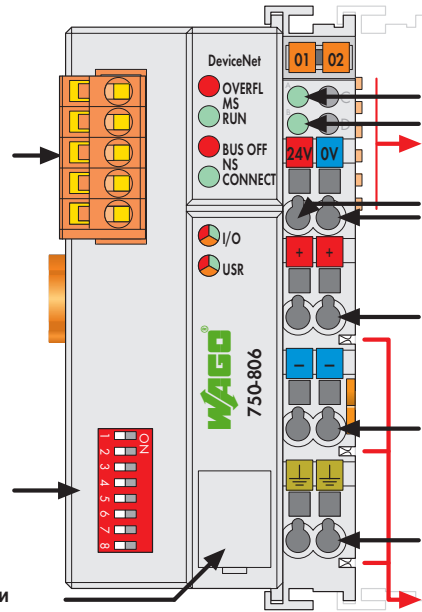 DeviceNet
OVERFL
MS
RUN
BUS OFF
NS
CONNECT
I/O
USR
WAGO®
750-806
01 02
C
D
24V 0V
+ +
− −
ON
1
2
3
4
5
6
7
8
и